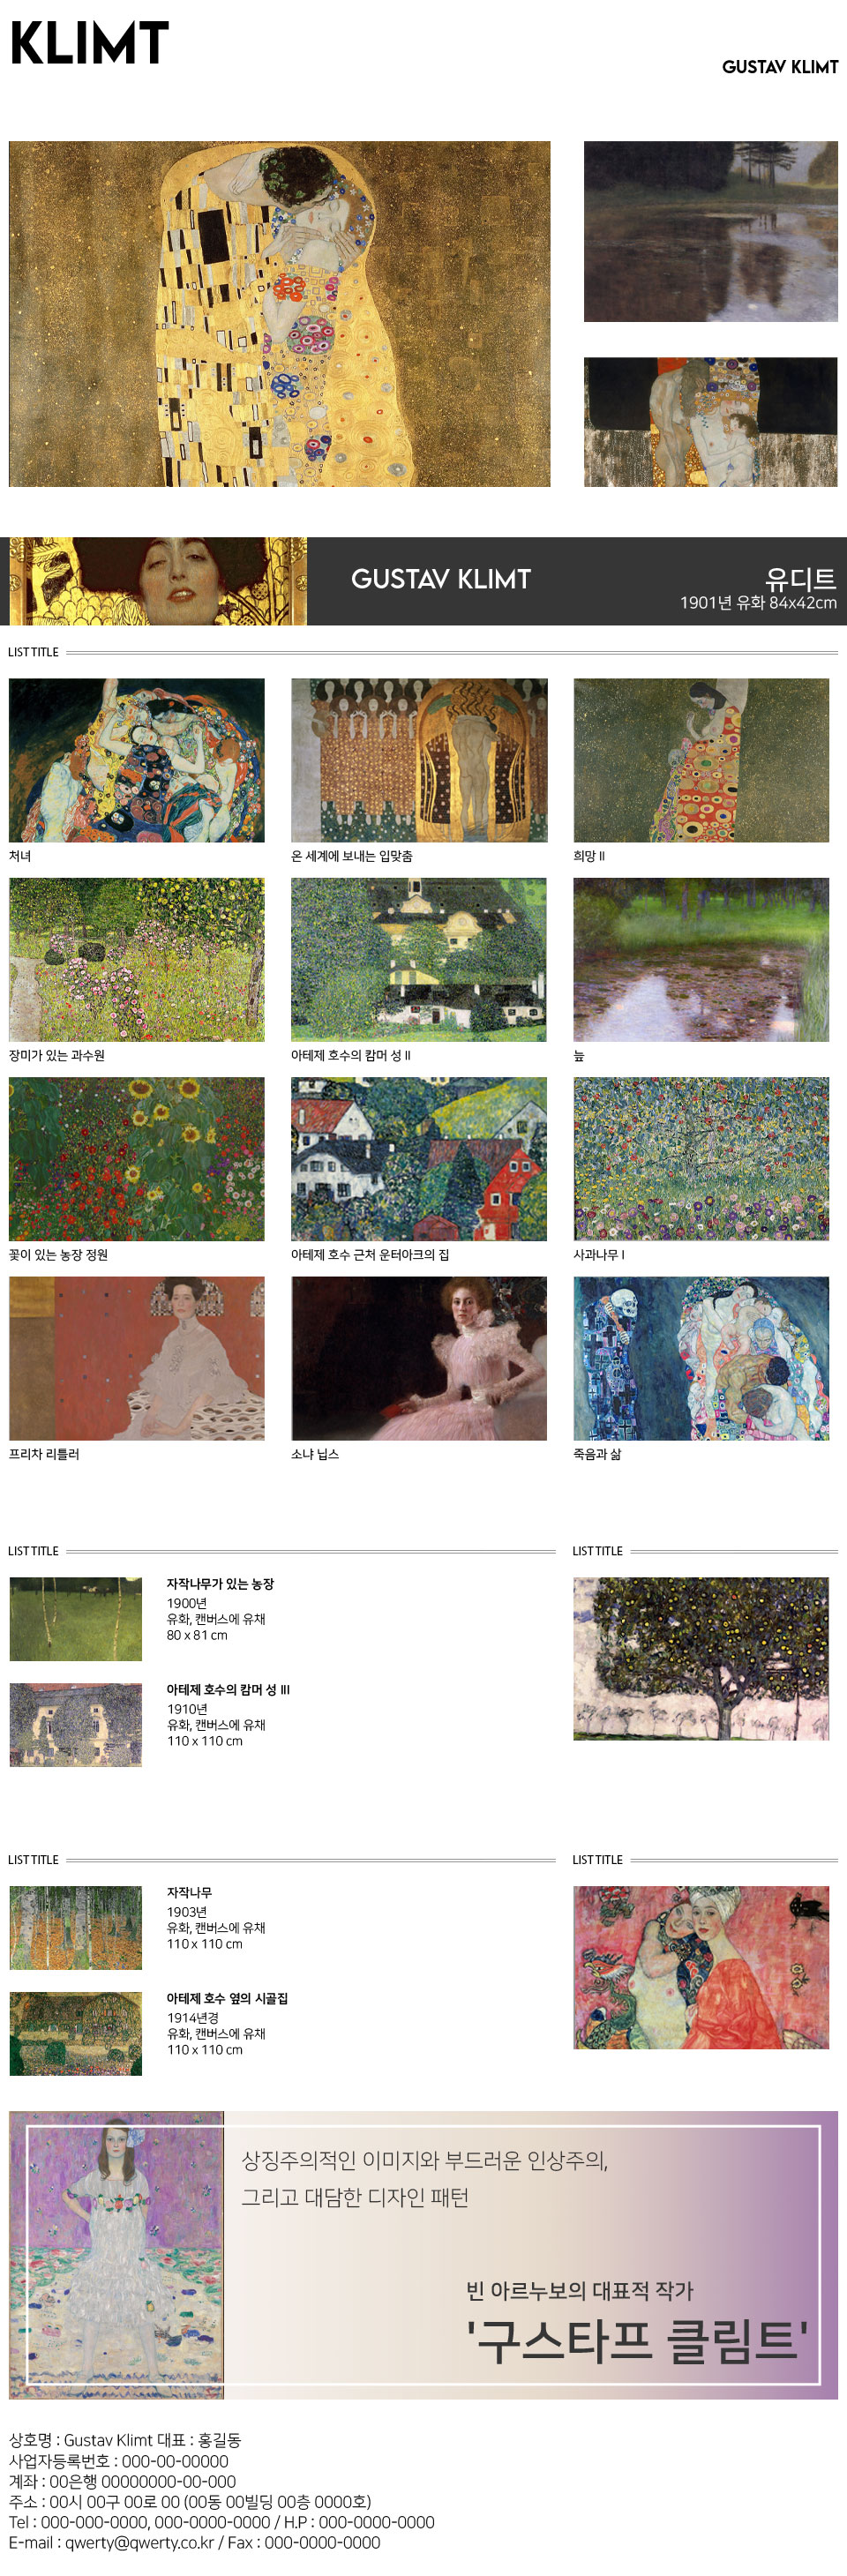 KLIMT
GUSTAV KLIMT
GUSTAV KLIMT
유디트
1901년 유화 84x42cm
LIST TITLE
처녀
온 세계에 보내는 입맞춤
희망 II
장미가 있는 과수원
아테제 호수의 캄머 성 II
늪
꽃이 있는 농장 정원
아테제 호수 근처 운터아크의 집
사과나무 I
프리차 리틀러
소냐 닙스
죽음과 삶
LIST TITLE
자작나무가 있는 농장
1900년
유화, 캔버스에 유채
80 x 81 cm
아테제 호수의 캄머 성 III
1910년
유화, 캔버스에 유채
110 x 110 cm
LIST TITLE
LIST TITLE
자작나무
1903년
유화, 캔버스에 유채
110 x 110 cm
아테제 호수 옆의 시골집
1914년경
유화, 캔버스에 유채
110 x 110 cm
LIST TITLE
상징주의적인 이미지와 부드러운 인상주의,
그리고 대담한 디자인 패턴
빈 아르누보의 대표적 작가
'구스타프 클림트'
상호명 : Gustav Klimt 대표 : 홍길동
사업자등록번호 : 000-00-00000
계좌 : 00은행 00000000-00-000
주소 : 00시 00구 00로 00 (00동 00빌딩 00층 0000호)
Tel : 000-000-0000, 000-0000-0000 / H.P : 000-0000-0000
E-mail : qwerty@qwerty.co.kr / Fax : 000-0000-0000